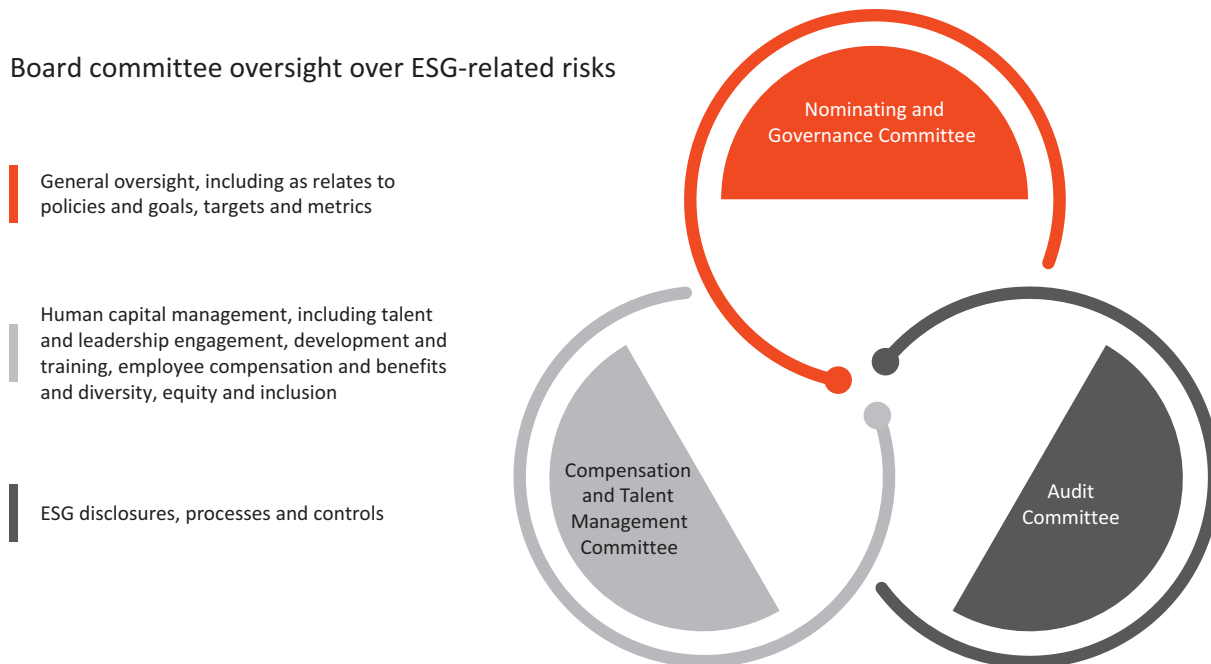 Board committee oversight over ESG-related risks
General oversight, including as relates to
policies and goals, targets and metrics
Human capital management, including talent
and leadership engagement, development and
training, employee compensation and benefits
and diversity, equity and inclusion
ESG disclosures, processes and controls
Nominating and
Governance Committee
Compensation
and Talent
Management
Committee
Audit
Committee